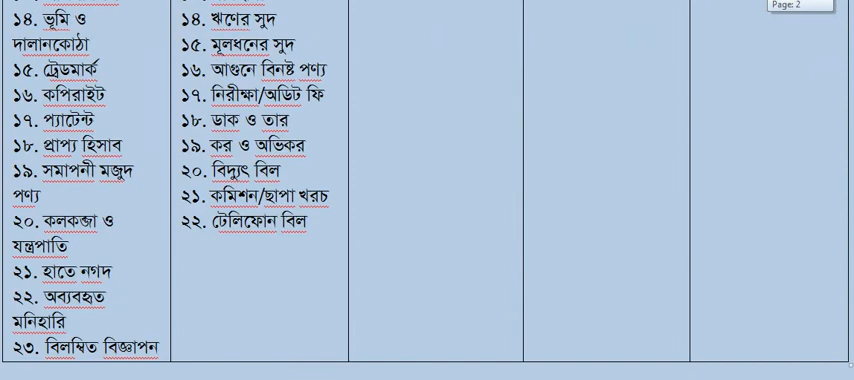 Page: 2
১৪. ভূমি ও
দালানকোঠা
১৫. ট্রেডমার্ক
১৬. কপিরাইট
১৭. প্যাটেন্ট
১৮. প্রাপ্য হিসাব
১৯. সমাপনী মজুদ
পণ্য
২০. কলকব্জা ও
যন্ত্রপাতি
২১. হাতে নগদ
২২. অব্যবহৃত
মনিহারি
২৩. বিলম্বিত বিজ্ঞাপন
১৪. ঋণের সুদ
১৫. মূলধনের সুদ
১৬. আগুনে বিনষ্ট পণ্য
১৭. নিরীক্ষা/অডিট ফি
১৮. ডাক ও তার
১৯. কর ও অভিকর
২০. বিদ্যুৎ বিল
২১. কমিশন/ছাপা খরচ
২২. টেলিফোন বিল